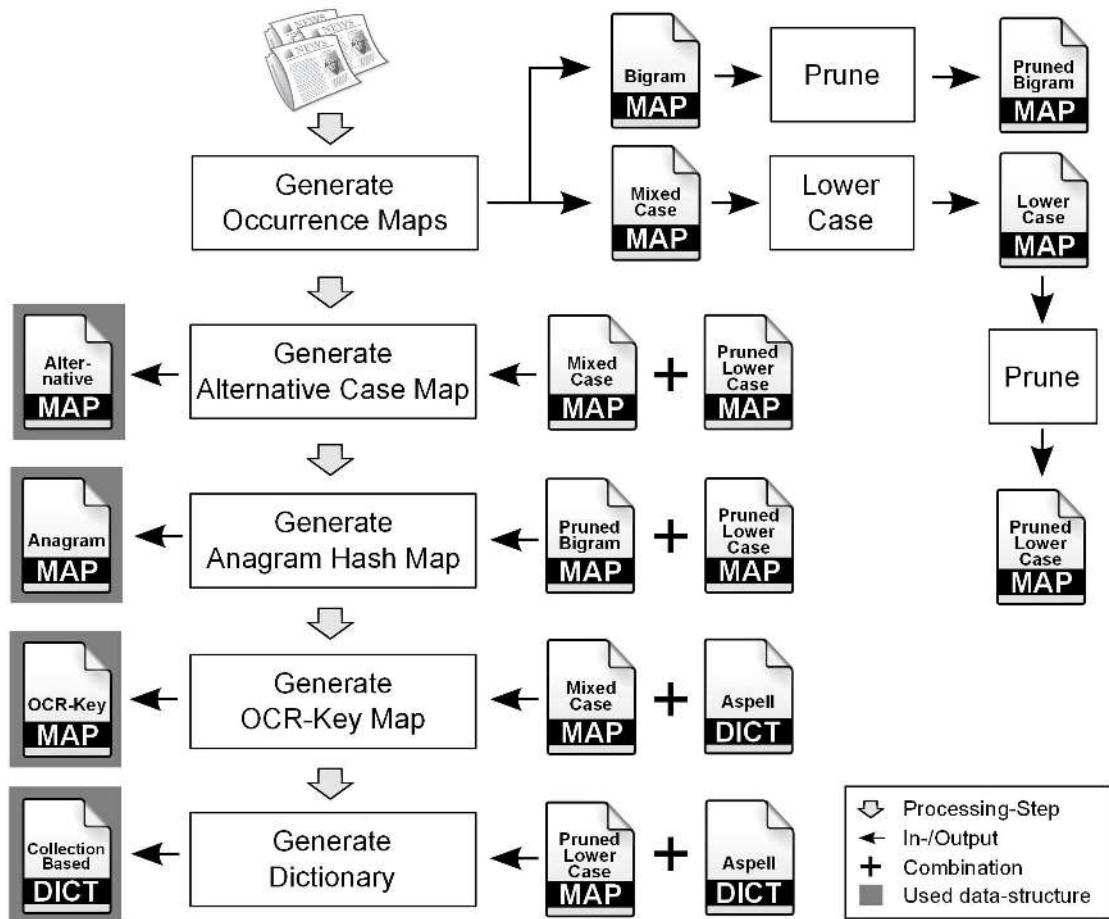 NEWS
NEWS
NEWS
Bigram
MAP
Prune
Pruned
Bigram
MAP
Generate
Occurrence Maps
Mixed
Case
MAP
Lower
Case
Lower
Case
MAP
Prune
Pruned
Lower
Case
MAP
Alter-
native
MAP
Generate
Alternative Case Map
Mixed
Case
MAP
+
Pruned
Lower
Case
MAP
Anagram
MAP
Generate
Anagram Hash Map
Pruned
Bigram
MAP
+
Pruned
Lower
Case
MAP
OCR-Key
MAP
Generate
OCR-Key Map
Mixed
Case
MAP
+
Aspell
DICT
Collection
Based
DICT
Generate
Dictionary
Pruned
Lower
Case
MAP
+
Aspell
DICT
Processing-Step
In-/Output
+ Combination
Used data-structure